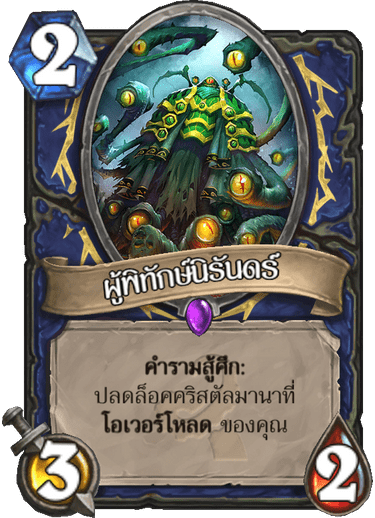 2
ผู้พิทักษ์นิรันดร์
คำรามสู้ศึก:
ปลดล็อคคริสตัลมานาที่
โอเวอร์โหลด ของคุณ
3
2